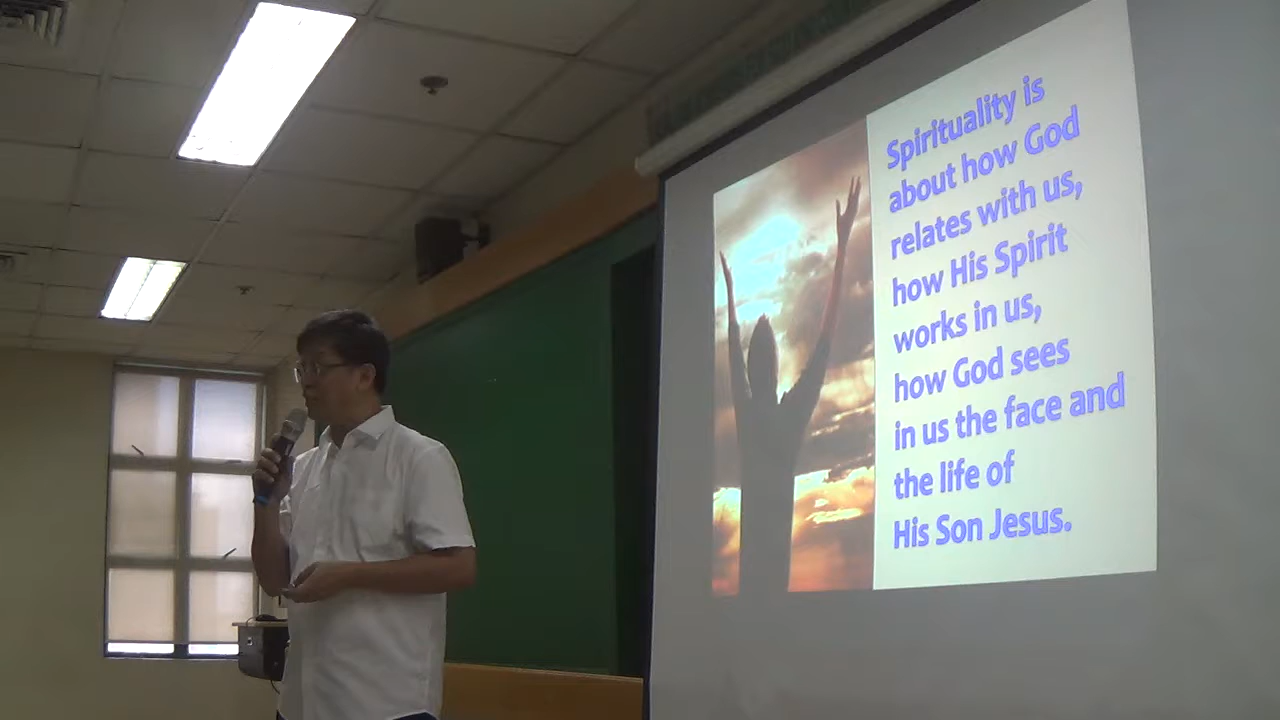 Spirituality is
about how God
relates with us,
how His Spirit
works in us,
how God sees
in us the face and
the life of
His Son Jesus.